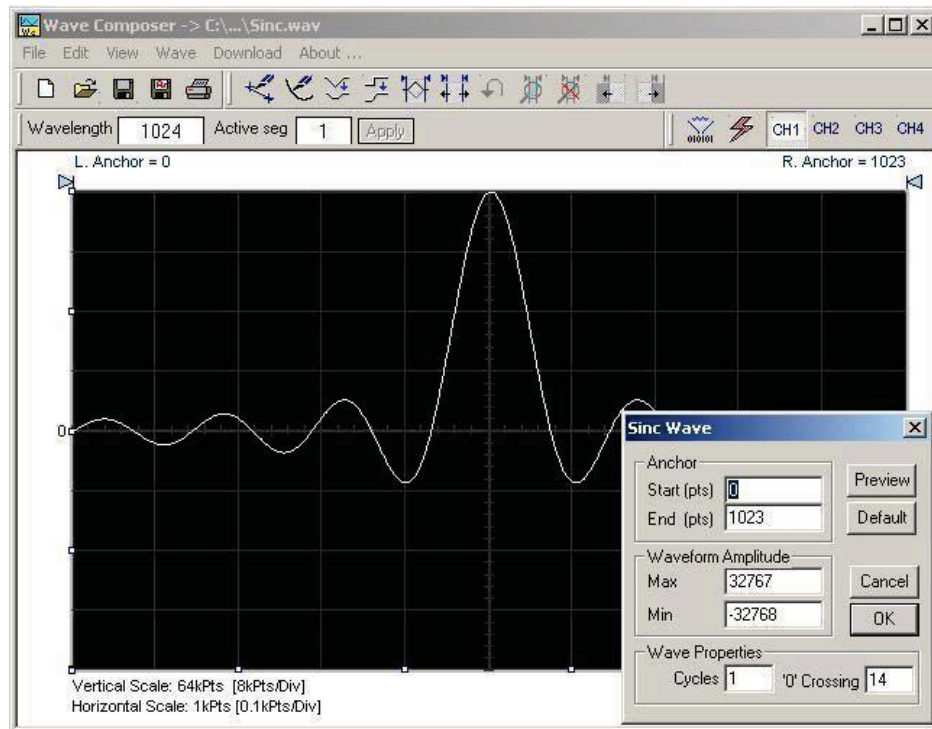 Wave Composer -> C:\...\Sinc.wav
File Edit View Wave Download About ...
Wavelength 1024 Active seg 1 Apply 010101 CH1 CH2 CH3 CH4
L. Anchor = 0 R. Anchor = 1023
0
Sinc Wave
Anchor
Start (pts) 0 Preview
End (pts) 1023 Default
Waveform Amplitude
Max 32767 Cancel
Min -32768 OK
Wave Properties
Cycles 1 '0' Crossing 14
Vertical Scale: 64kPts [8kPts/Div]
Horizontal Scale: 1kPts [0.1kPts/Div]